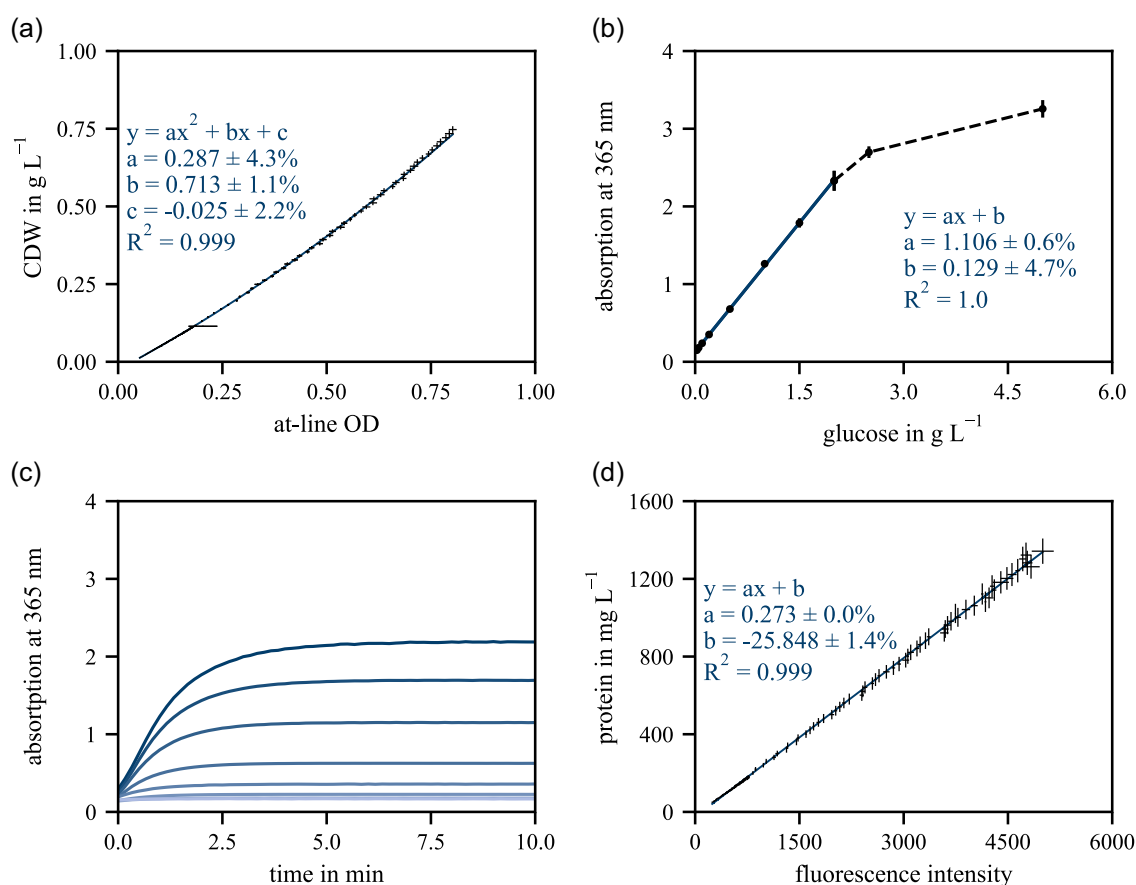 (a)
1.00
0.75
0.50
0.25
0.00
CDW in g L⁻¹
y = ax² + bx + c
a = 0.287 ± 4.3%
b = 0.713 ± 1.1%
c = -0.025 ± 2.2%
R² = 0.999
0.00 0.25 0.50 0.75 1.00
at-line OD
(b)
4
3
2
1
0
absorption at 365 nm
y = ax + b
a = 1.106 ± 0.6%
b = 0.129 ± 4.7%
R² = 1.0
0 1.5 3.0 4.5 6.0
glucose in g L⁻¹
(c)
4
3
2
1
0
absortption at 365 nm
0.0 2.5 5.0 7.5 10.0
time in min
(d)
1600
1200
800
400
0
protein in mg L⁻¹
y = ax + b
a = 0.273 ± 0.0%
b = -25.848 ± 1.4%
R² = 0.999
0 1500 3000 4500 6000
fluorescence intensity